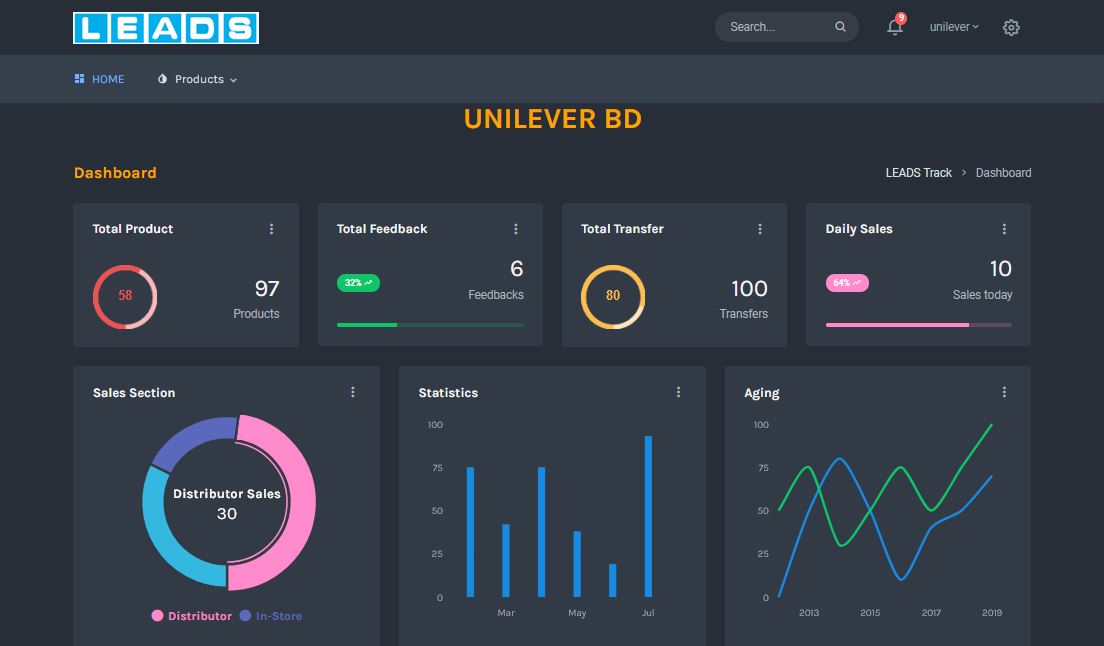 LEADS
Search...
9
unilever
HOME
Products
UNILEVER BD
Dashboard
LEADS Track > Dashboard
Total Product
58
97
Products
Total Feedback
32%
6
Feedbacks
Total Transfer
80
100
Transfers
Daily Sales
64%
10
Sales today
Sales Section
Distributor Sales
30
Distributor In-Store
Statistics
100
75
50
25
0
Mar May Jul
Aging
100
75
50
25
0
2013 2015 2017 2019